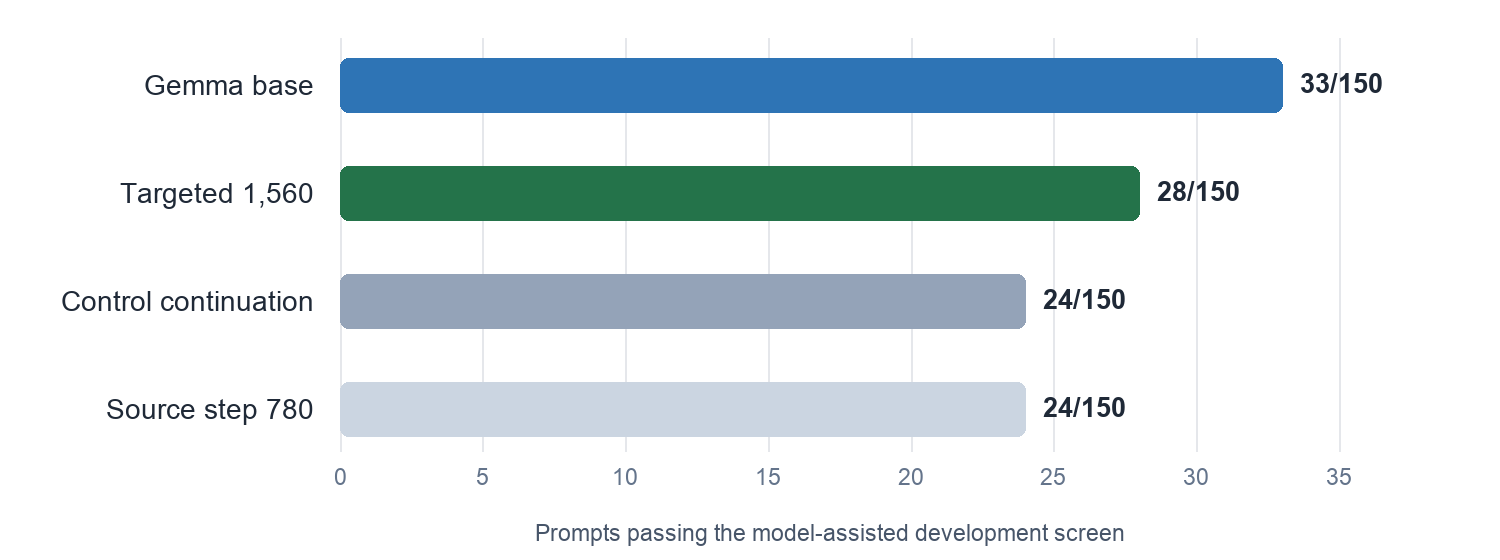 Gemma base 33/150
Targeted 1,560 28/150
Control continuation 24/150
Source step 780 24/150
0 5 10 15 20 25 30 35
Prompts passing the model-assisted development screen